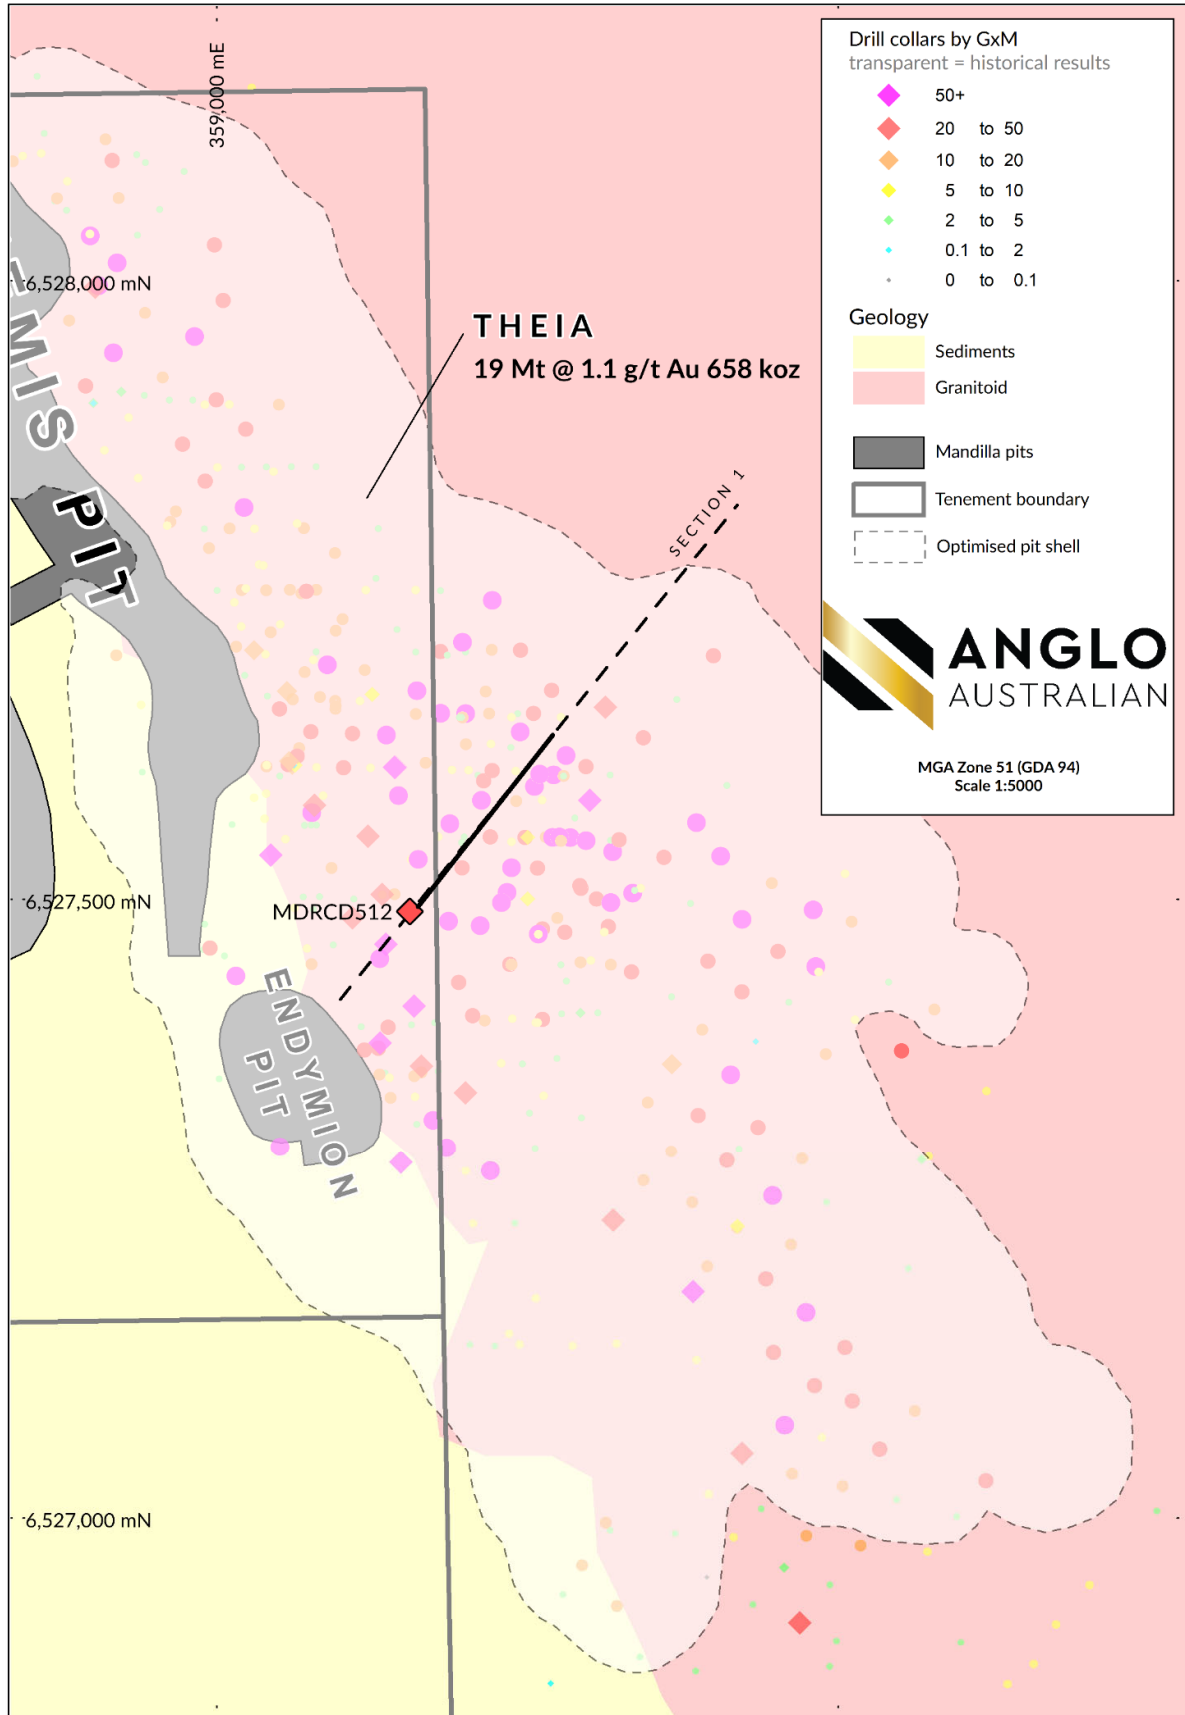 359,000 mE
6,528,000 mN
EMIS
PIT
THEIA
19 Mt @ 1.1 g/t Au 658 koz
SECTION 1
6,527,500 mN
MDRCD512
ENDYMION
PIT
6,527,000 mN
Drill collars by GxM
transparent = historical results
50+
20 to 50
10 to 20
5 to 10
2 to 5
0.1 to 2
0 to 0.1
Geology
Sediments
Granitoid
Mandilla pits
Tenement boundary
Optimised pit shell
ANGLO
AUSTRALIAN
MGA Zone 51 (GDA 94)
Scale 1:5000